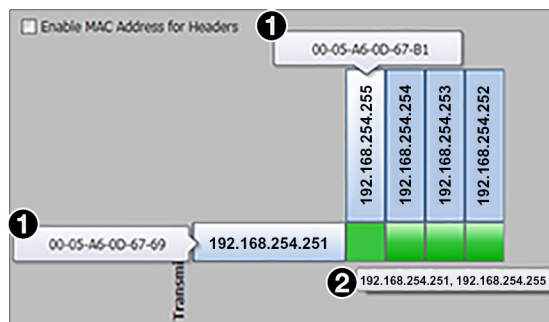 Enable MAC Address for Headers
1
00-05-A6-0D-67-B1
192.168.254.255
192.168.254.254
192.168.254.253
192.168.254.252
1
00-05-A6-0D-67-69
192.168.254.251
2
192.168.254.251, 192.168.254.255
Transmi